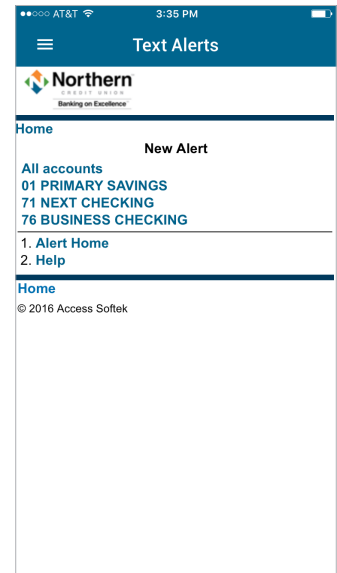 AT&T 3:35 PM
Text Alerts
Northern
CREDIT UNION
Banking on Excellence
Home
New Alert
All accounts
01 PRIMARY SAVINGS
71 NEXT CHECKING
76 BUSINESS CHECKING
1. Alert Home
2. Help
Home
© 2016 Access Softek